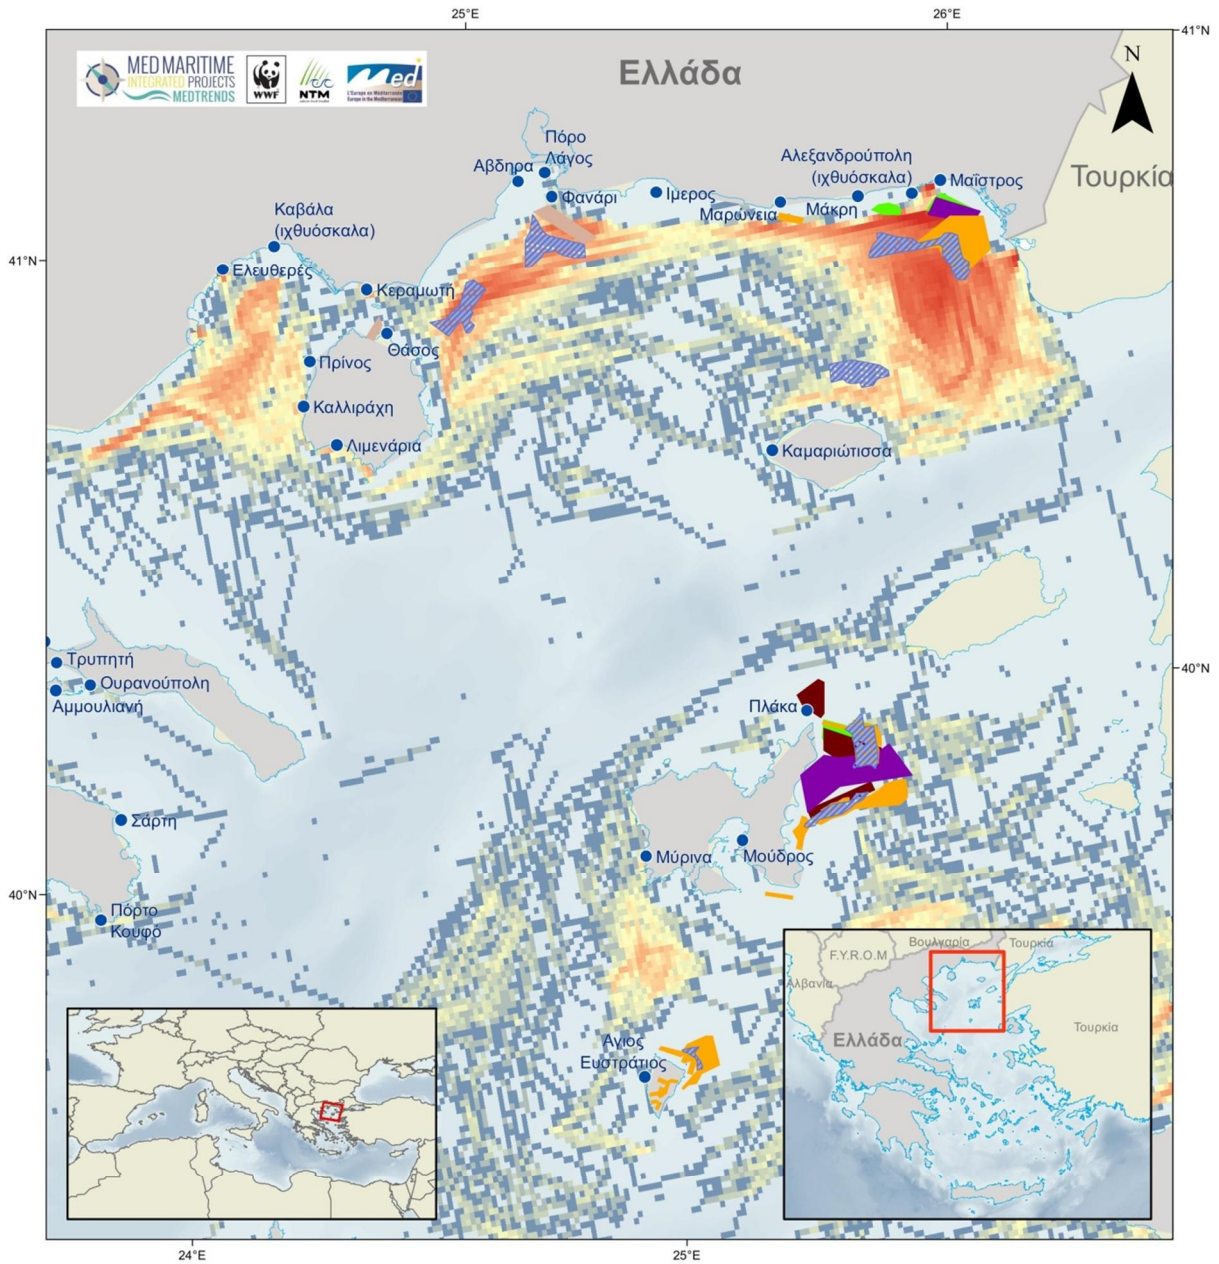 25°E
26°E
41°N
MED MARITIME
INTEGRATED PROJECTS
MEDTRENDS
WWF
NTM
Med
L'Europe en Méditerranée
Europe in the Mediterranean
Ελλάδα
N
Τουρκία
Πόρο
Λάγος
Αβδηρα
Φανάρι
Ιμερος
Αλεξανδρούπολη
(ιχθυόσκαλα)
Μαΐστρος
Μαρώνεια
Μάκρη
Καβάλα
(ιχθυόσκαλα)
41°N
Ελευθερές
Κεραμωτή
Θάσος
Πρίνος
Καλλιράχη
Λιμενάρια
Καμαριώτισσα
Τρυπητή
40°N
Ουρανούπολη
Αμμουλιανή
Πλάκα
Σάρτη
Μύρινα
Μούδρος
40°N
Πόρτο
Κουφό
Αγιος
Ευστράτιος
F.Y.R.O.M
Βουλγαρία
Τουρκία
Αλβανία
Ελλάδα
Τουρκία
24°E
25°E